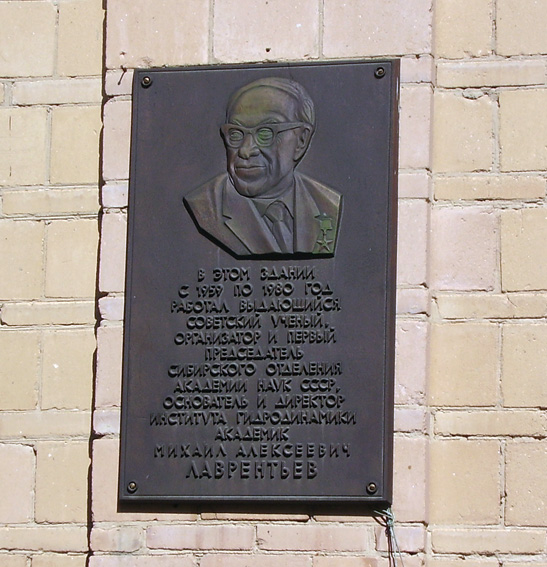 В ЭТОМ ЗДАНИИ
С 1959 ПО 1980 ГОД
РАБОТАЛ ВЫДАЮЩИЙСЯ
СОВЕТСКИЙ УЧЕНЫЙ,
ОРГАНИЗАТОР И ПЕРВЫЙ
ПРЕДСЕДАТЕЛЬ
СИБИРСКОГО ОТДЕЛЕНИЯ
АКАДЕМИИ НАУК СССР,
ОСНОВАТЕЛЬ И ДИРЕКТОР
ИНСТИТУТА ГИДРОДИНАМИКИ
АКАДЕМИК
МИХАИЛ АЛЕКСЕЕВИЧ
ЛАВРЕНТЬЕВ